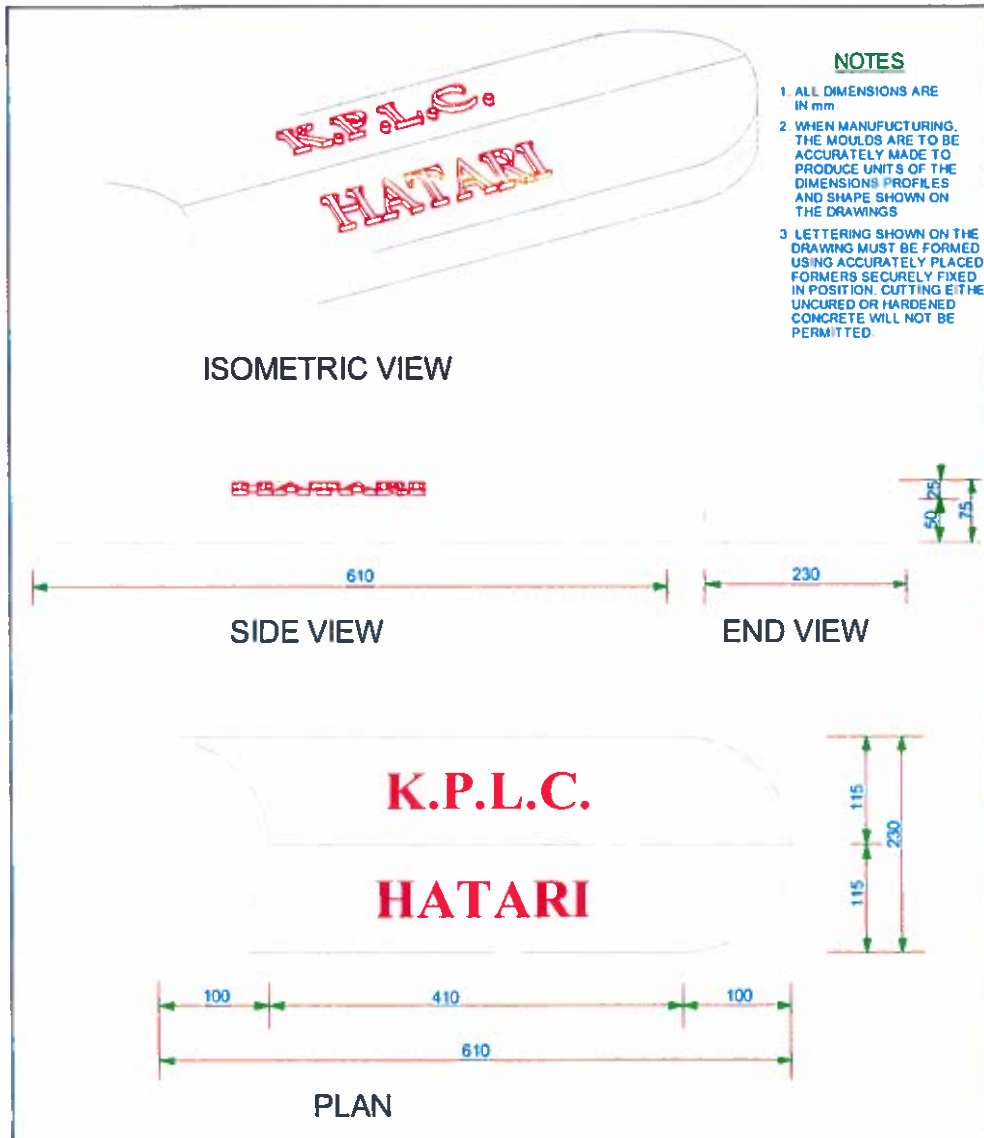 NOTES
1. ALL DIMENSIONS ARE
IN mm
2. WHEN MANUFUCTURING,
THE MOULDS ARE TO BE
ACCURATELY MADE TO
PRODUCE UNITS OF THE
DIMENSIONS PROFILES
AND SHAPE SHOWN ON
THE DRAWINGS
3 LETTERING SHOWN ON THE
DRAWING MUST BE FORMED
USING ACCURATELY PLACED
FORMERS SECURELY FIXED
IN POSITION. CUTTING EITHE
UNCURED OR HARDENED
CONCRETE WILL NOT BE
PERMITTED.
K.P.L.C.
HATARI
ISOMETRIC VIEW
HATARI
25
50
75
610
230
SIDE VIEW
END VIEW
K.P.L.C.
HATARI
115
115
230
100
410
100
610
PLAN